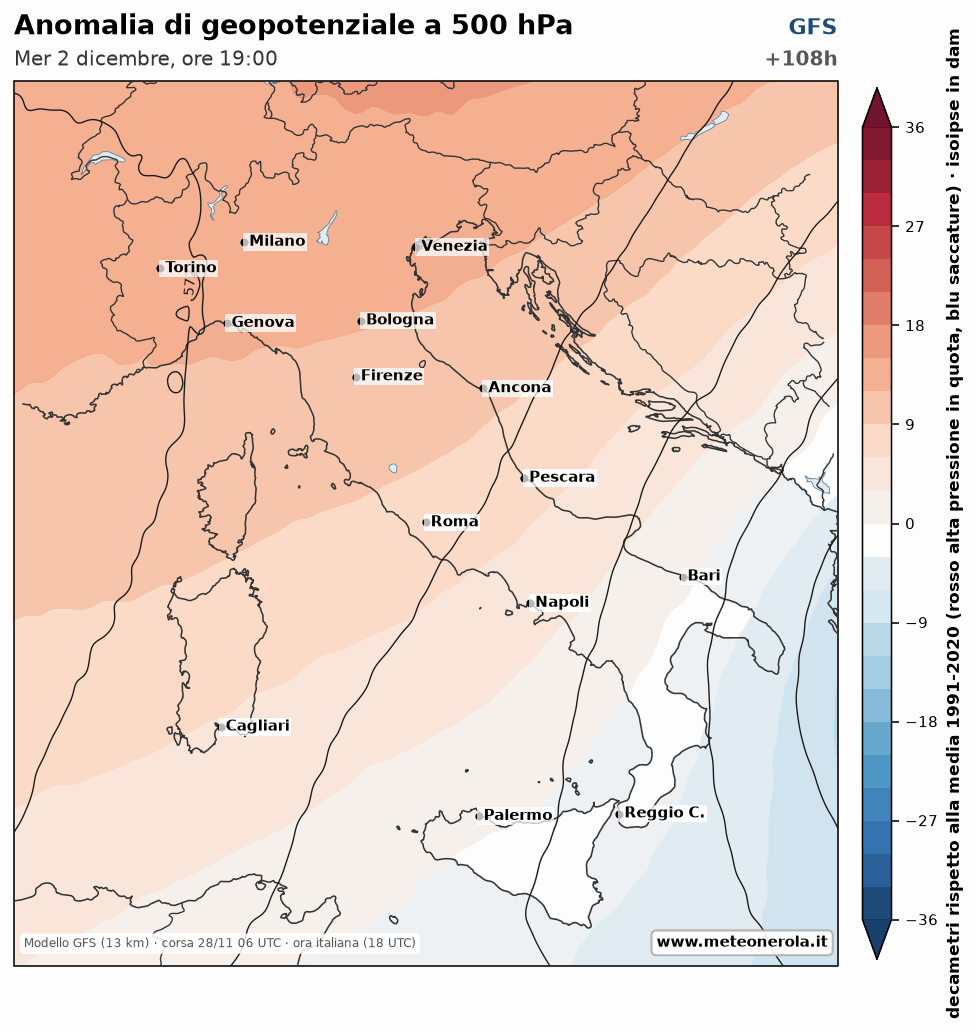 Anomalia di geopotenziale a 500 hPa
GFS
Mer 2 dicembre, ore 19:00
+108h
Milano
Venezia
Torino
57
Genova
Bologna
Firenze
Ancona
Pescara
Roma
Bari
Napoli
Cagliari
Palermo
Reggio C.
Modello GFS (13 km) · corsa 28/11 06 UTC · ora italiana (18 UTC)
www.meteonerola.it
36
27
18
9
0
−9
−18
−27
−36
decametri rispetto alla media 1991-2020 (rosso alta pressione in quota, blu saccature) · isoipse in dam